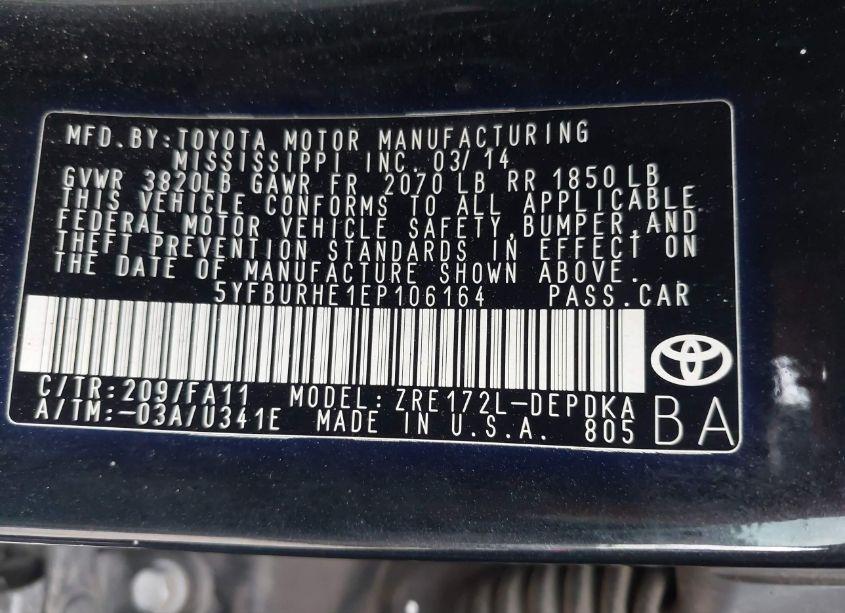 MFD. BY: TOYOTA MOTOR MANUFACTURING
MISSISSIPPI INC. 03/14
GVWR 3820LB GAWR FR 2070 LB RR 1850 LB
THIS VEHICLE CONFORMS TO ALL APPLICABLE
FEDERAL MOTOR VEHICLE SAFETY, BUMPER, AND
THEFT PREVENTION STANDARDS IN EFFECT ON
THE DATE OF MANUFACTURE SHOWN ABOVE.
5YFBURHE1EP106164 PASS. CAR
C/TR: 209/FA11 MODEL: ZRE172L-DEPDKA
A/TM: -03A/U341E MADE IN U.S.A. 805
BA